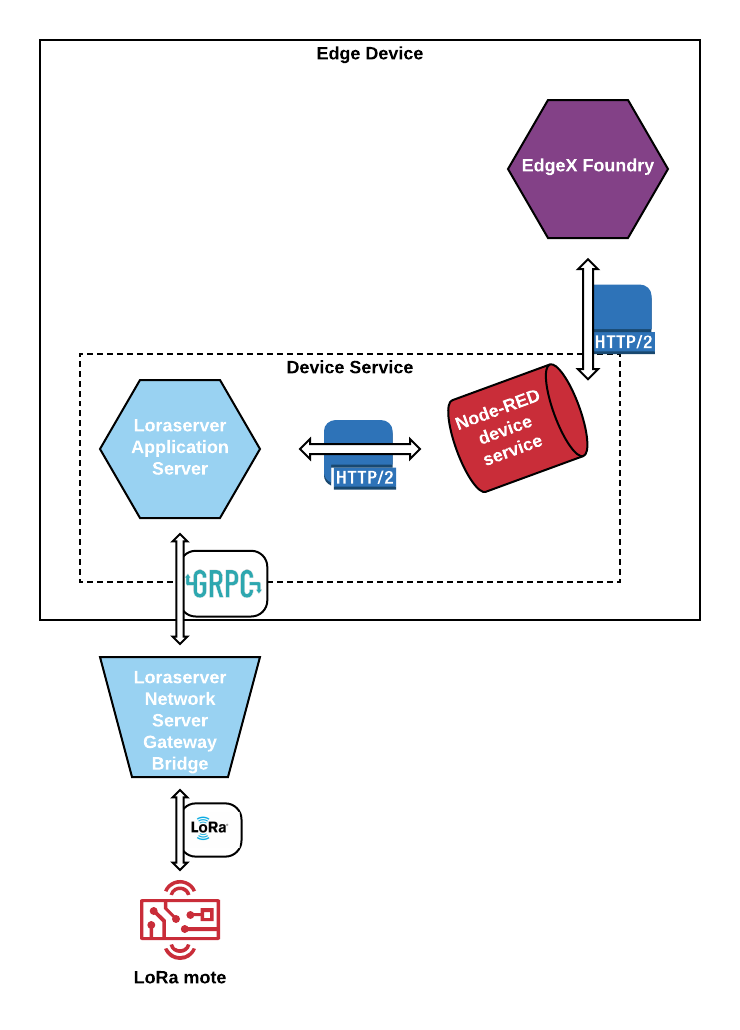 Edge Device
EdgeX Foundry
HTTP/2
Device Service
Loraserver
Application
Server
HTTP/2
Node-RED
device
service
GRPC
Loraserver
Network
Server
Gateway
Bridge
LoRa
LoRa mote